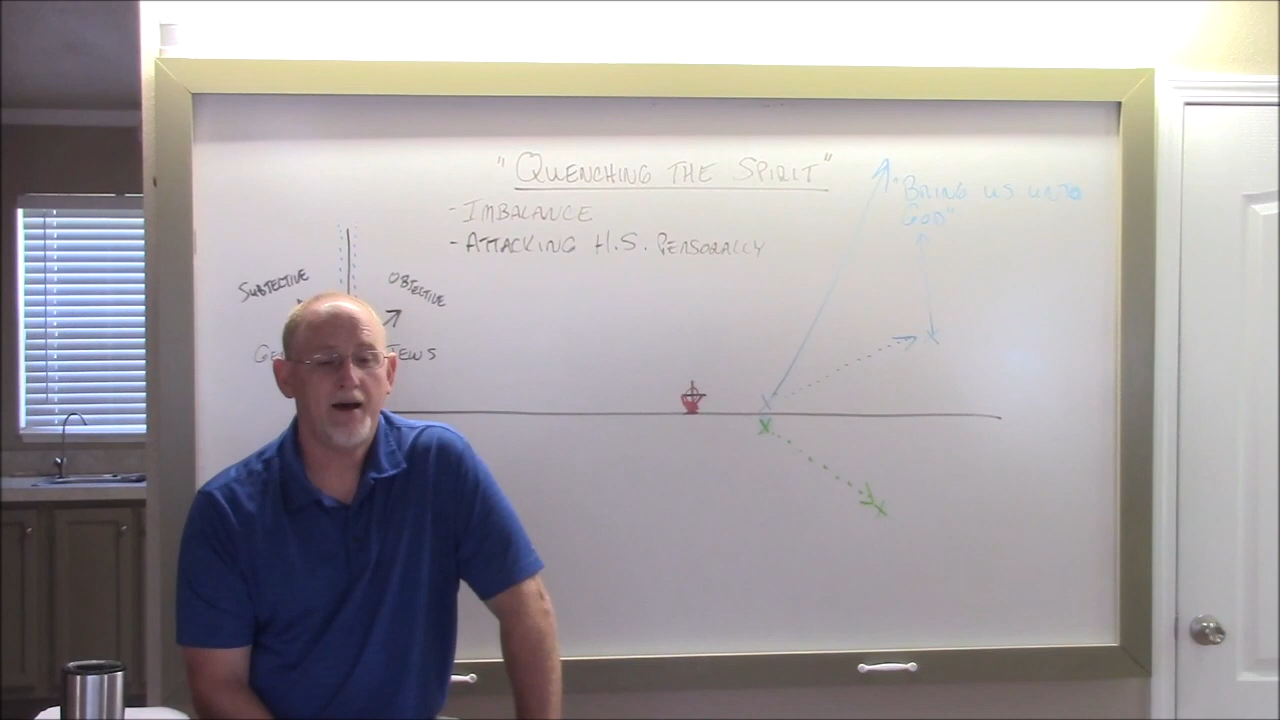 "QUENCHING THE SPIRIT"
-IMBALANCE
-ATTACKING H.S. PERSONALLY
"BRING US UNTO
GOD"
SUBJECTIVE
OBJECTIVE
JEWS